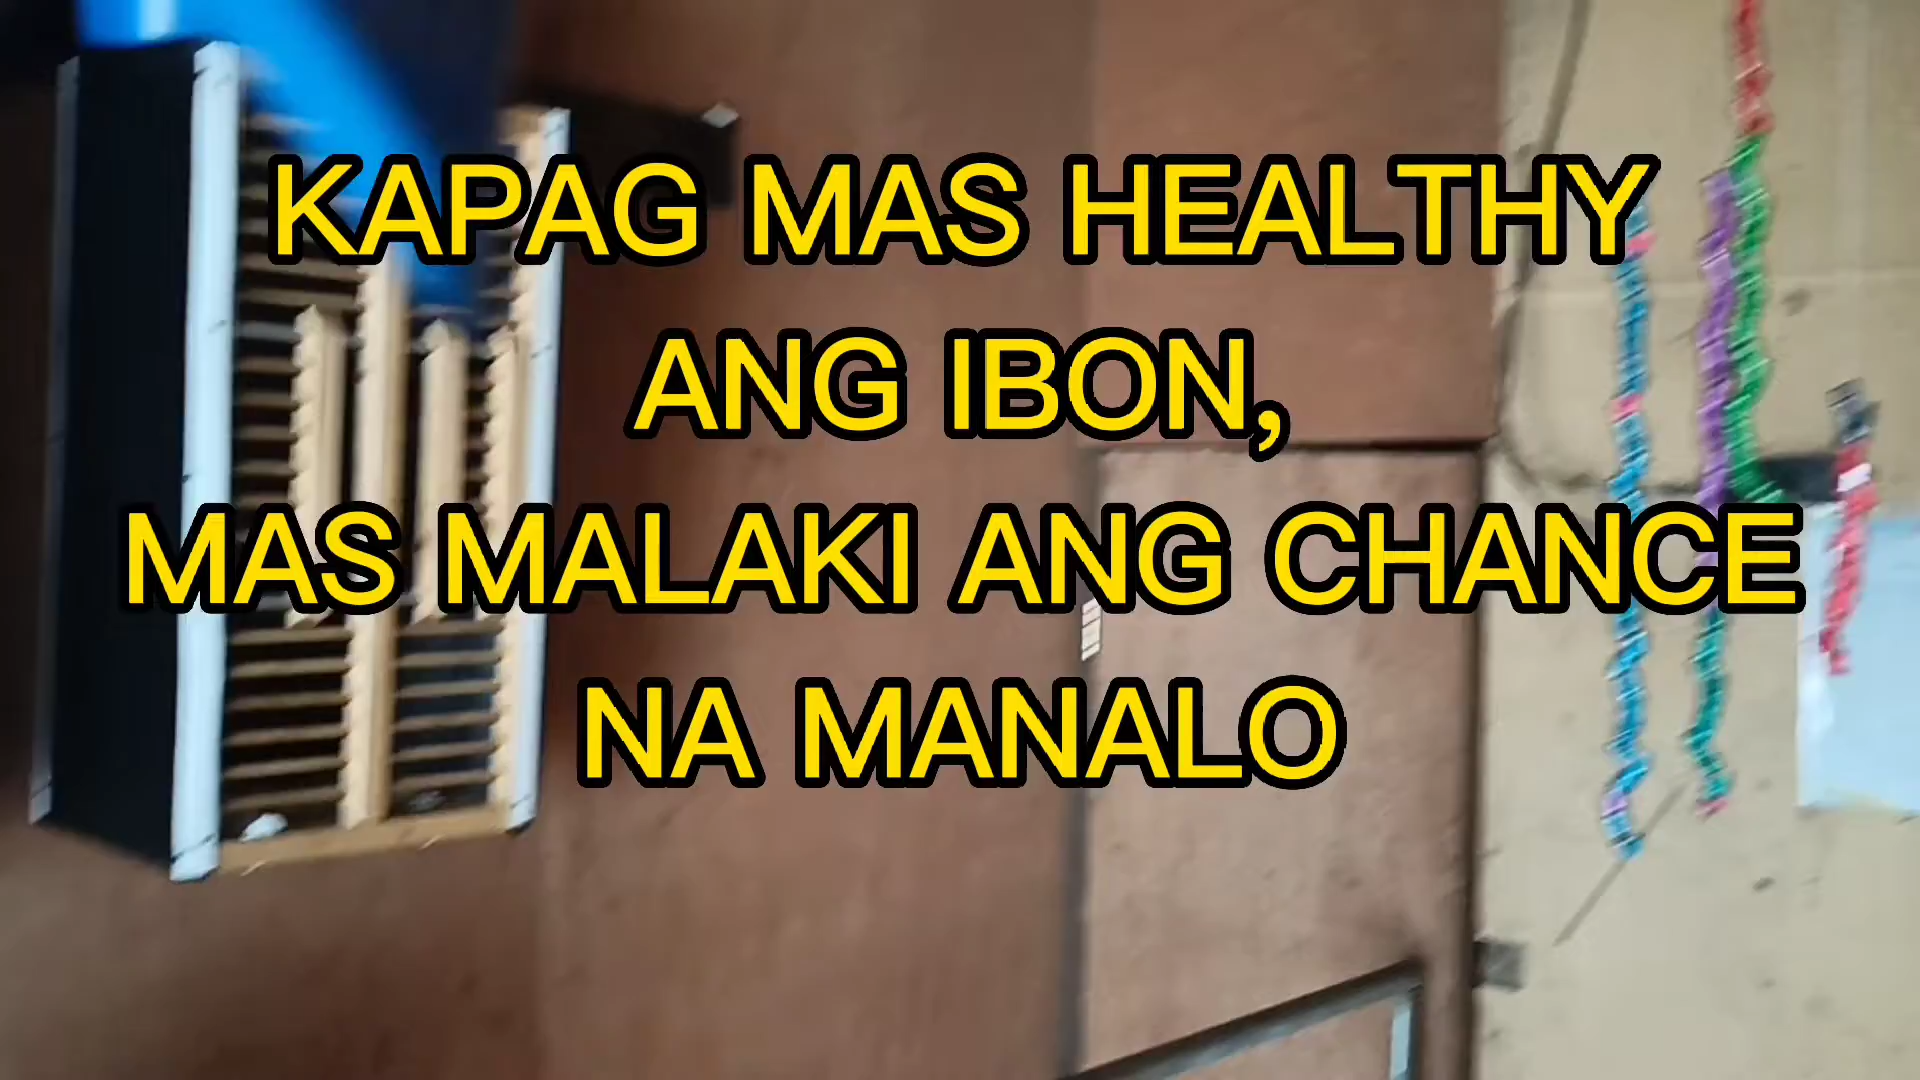 KAPAG MAS HEALTHY
ANG IBON,
MAS MALAKI ANG CHANCE
NA MANALO